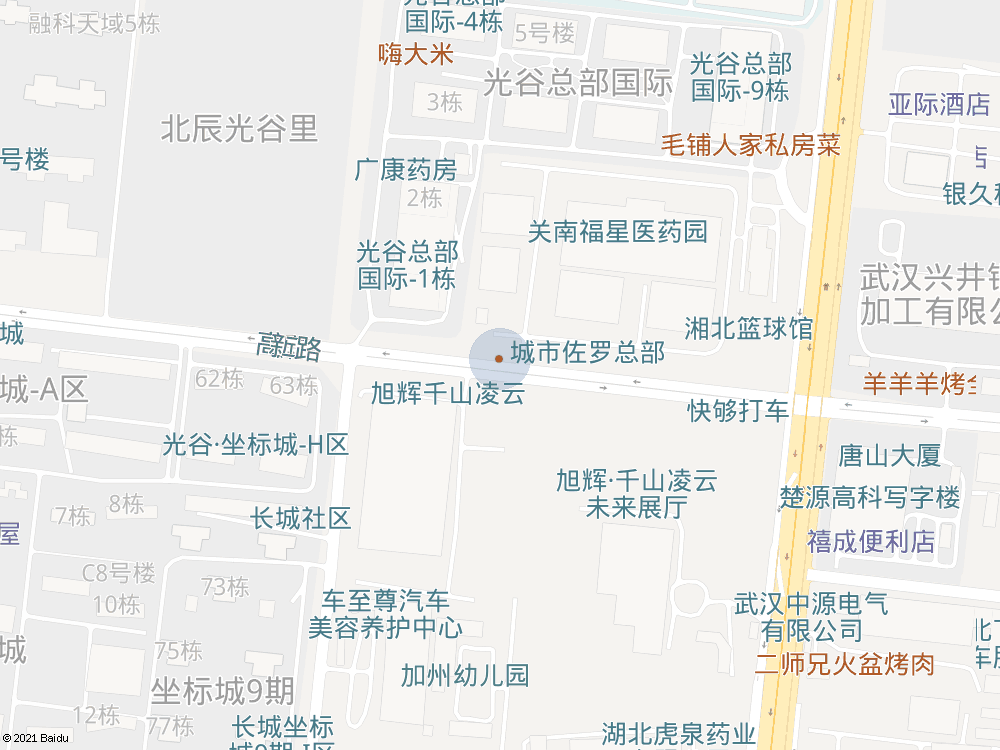 融科天域5栋
光谷总部
国际-4栋
5号楼
嗨大米
光谷总部国际
光谷总部
国际-9栋
3栋
亚际酒店
北辰光谷里
毛铺人家私房菜
号楼
广康药房
2栋
银久科
关南福星医药园
光谷总部
国际-1栋
武汉兴井钅
加工有限公
城
高新路
湘北篮球馆
城市佐罗总部
62栋
63栋
城-A区
旭辉千山凌云
羊羊羊烤全
快够打车
栋
光谷·坐标城-H区
唐山大厦
旭辉·千山凌云
未来展厅
楚源高科写字楼
8栋
7栋
长城社区
屋
禧成便利店
C8号楼
73栋
10栋
车至尊汽车
美容养护中心
武汉中源电气
有限公司
城
75栋
二师兄火盆烤肉
加州幼儿园
坐标城9期
12栋
77栋
长城坐标
城9期-I区
湖北虎泉药业
© 2021 Baidu